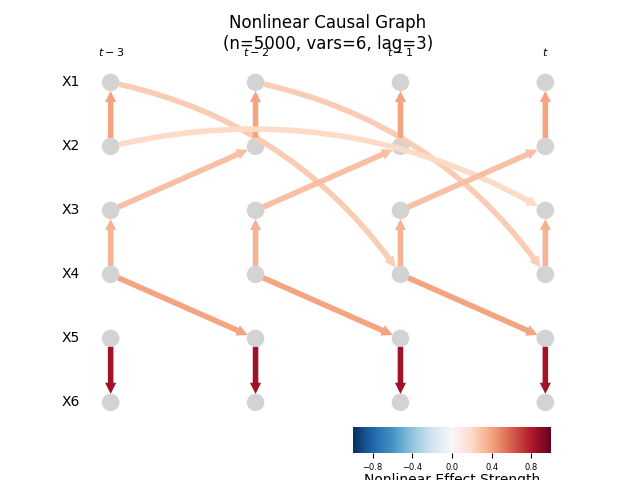 Nonlinear Causal Graph
(n=5000, vars=6, lag=3)
t−3 t−2 t−1 t
X1
X2
X3
X4
X5
X6
−0.8 −0.4 0.0 0.4 0.8
Nonlinear Effect Strength